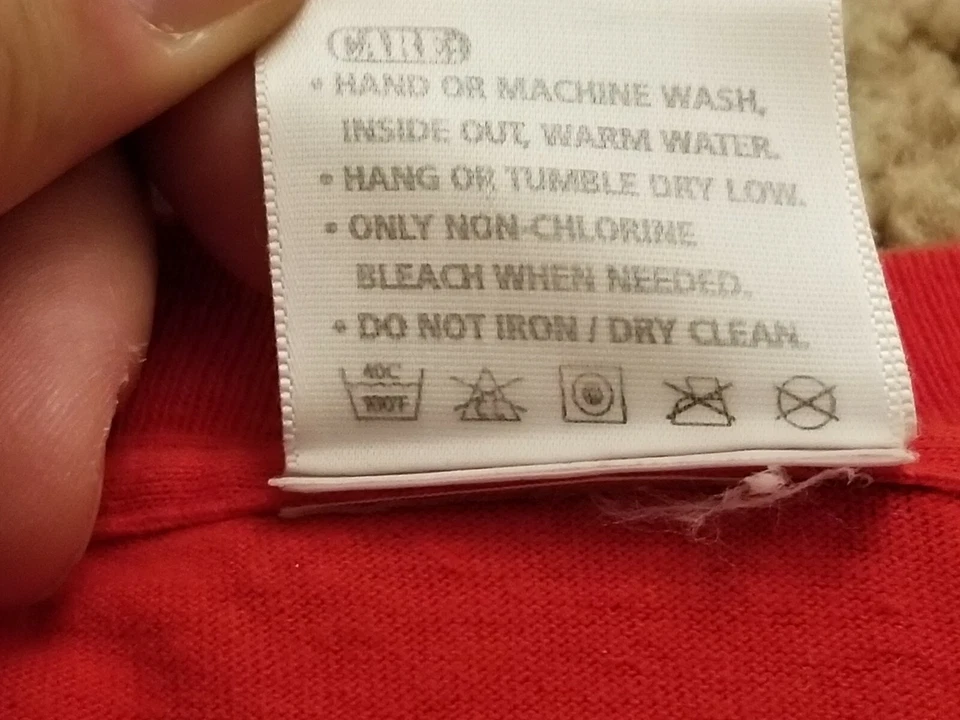 CARE:
• HAND OR MACHINE WASH,
INSIDE OUT, WARM WATER.
• HANG OR TUMBLE DRY LOW.
• ONLY NON-CHLORINE
BLEACH WHEN NEEDED.
• DO NOT IRON / DRY CLEAN.
40C
100F
CL